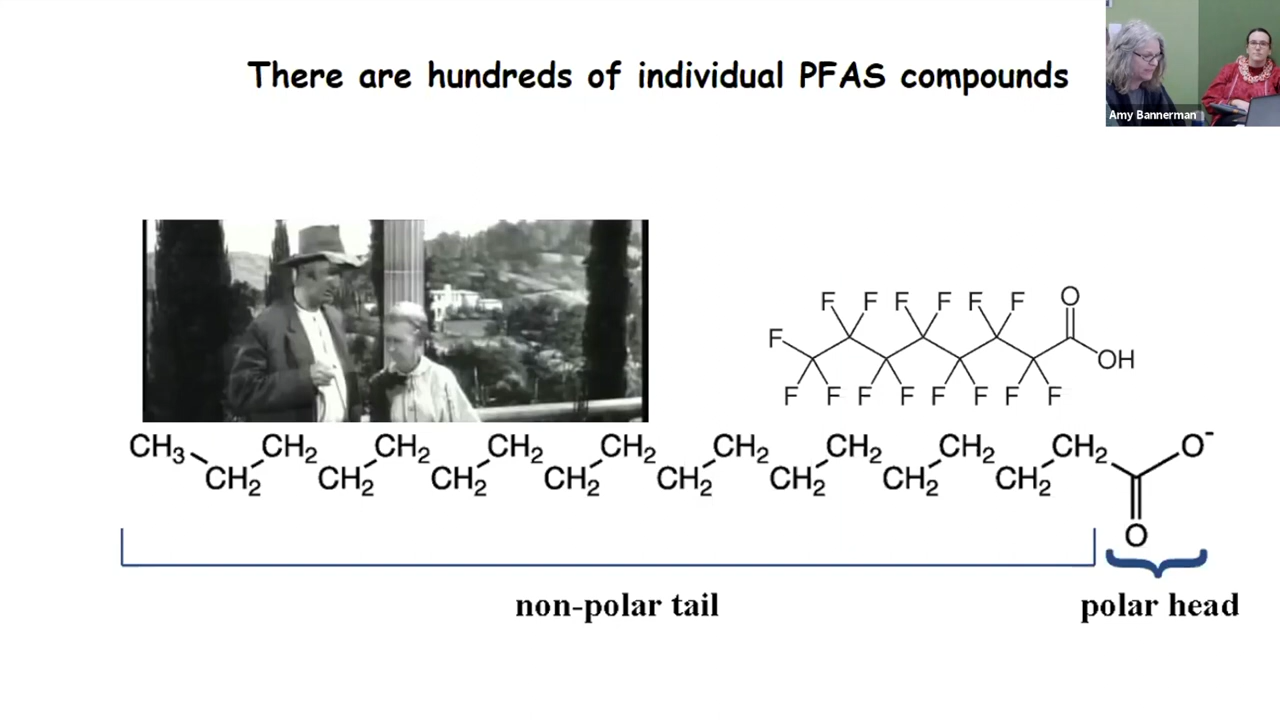 There are hundreds of individual PFAS compounds
Amy Bannerman
F F F F F F O
F
OH
F F F F F F F F
CH₃ CH₂ CH₂ CH₂ CH₂ CH₂ CH₂ CH₂ CH₂ O⁻
CH₂ CH₂ CH₂ CH₂ CH₂ CH₂ CH₂ CH₂
O
non-polar tail
polar head